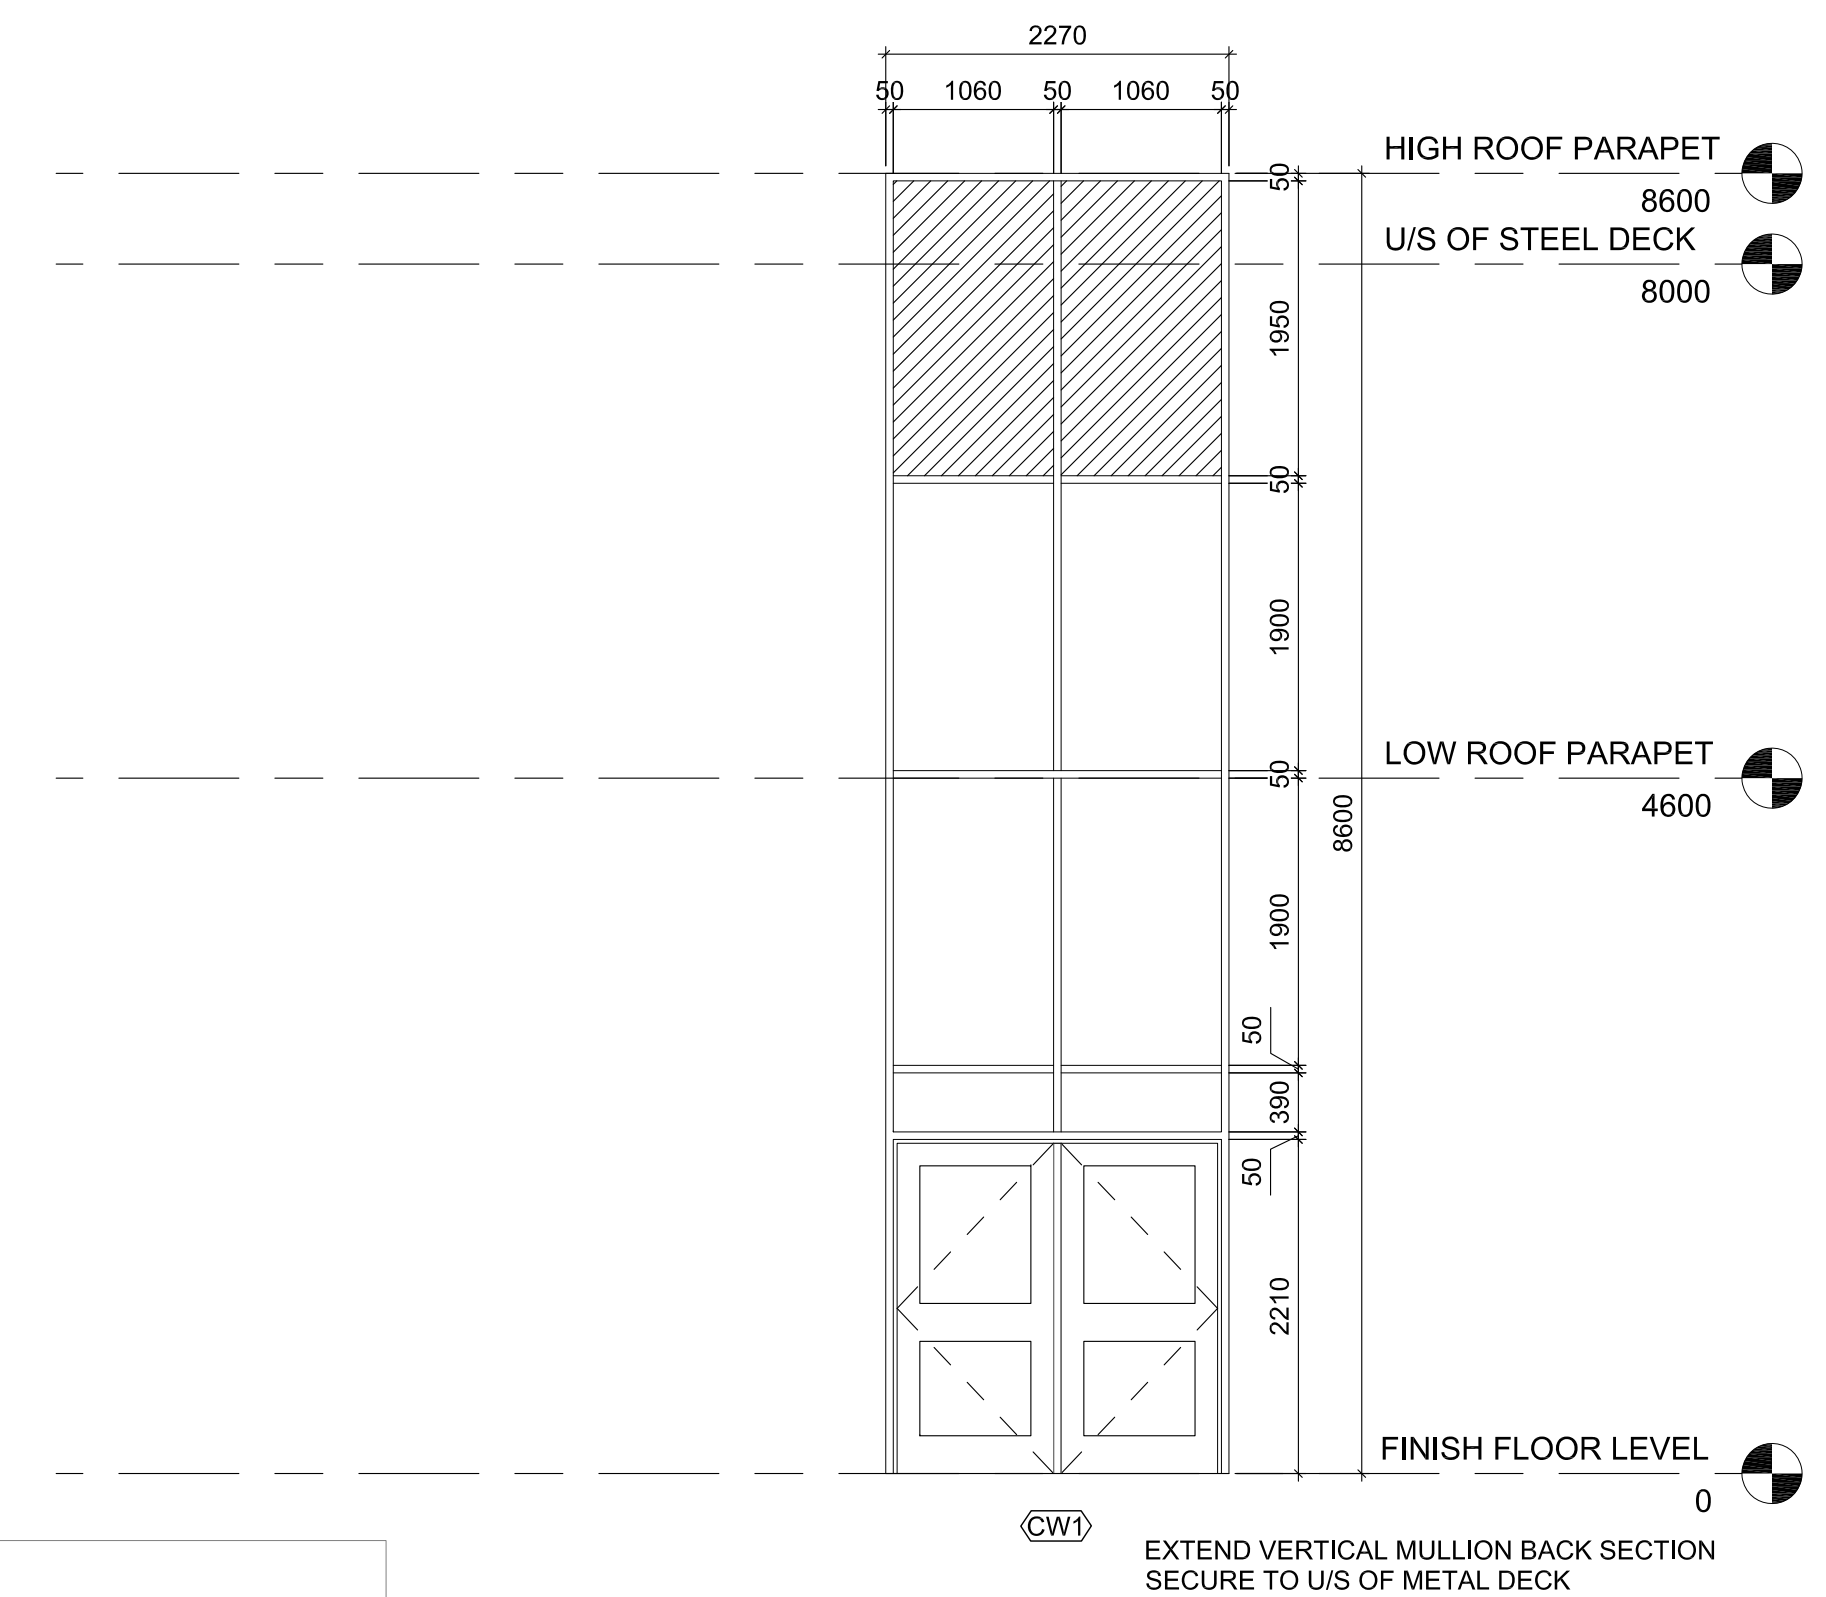 2270
50 1060 50 1060 50
HIGH ROOF PARAPET
50
8600
U/S OF STEEL DECK
8000
1950
50
1900
LOW ROOF PARAPET
50
4600
8600
1900
50
390
50
2210
FINISH FLOOR LEVEL
0
CW1
EXTEND VERTICAL MULLION BACK SECTION
SECURE TO U/S OF METAL DECK